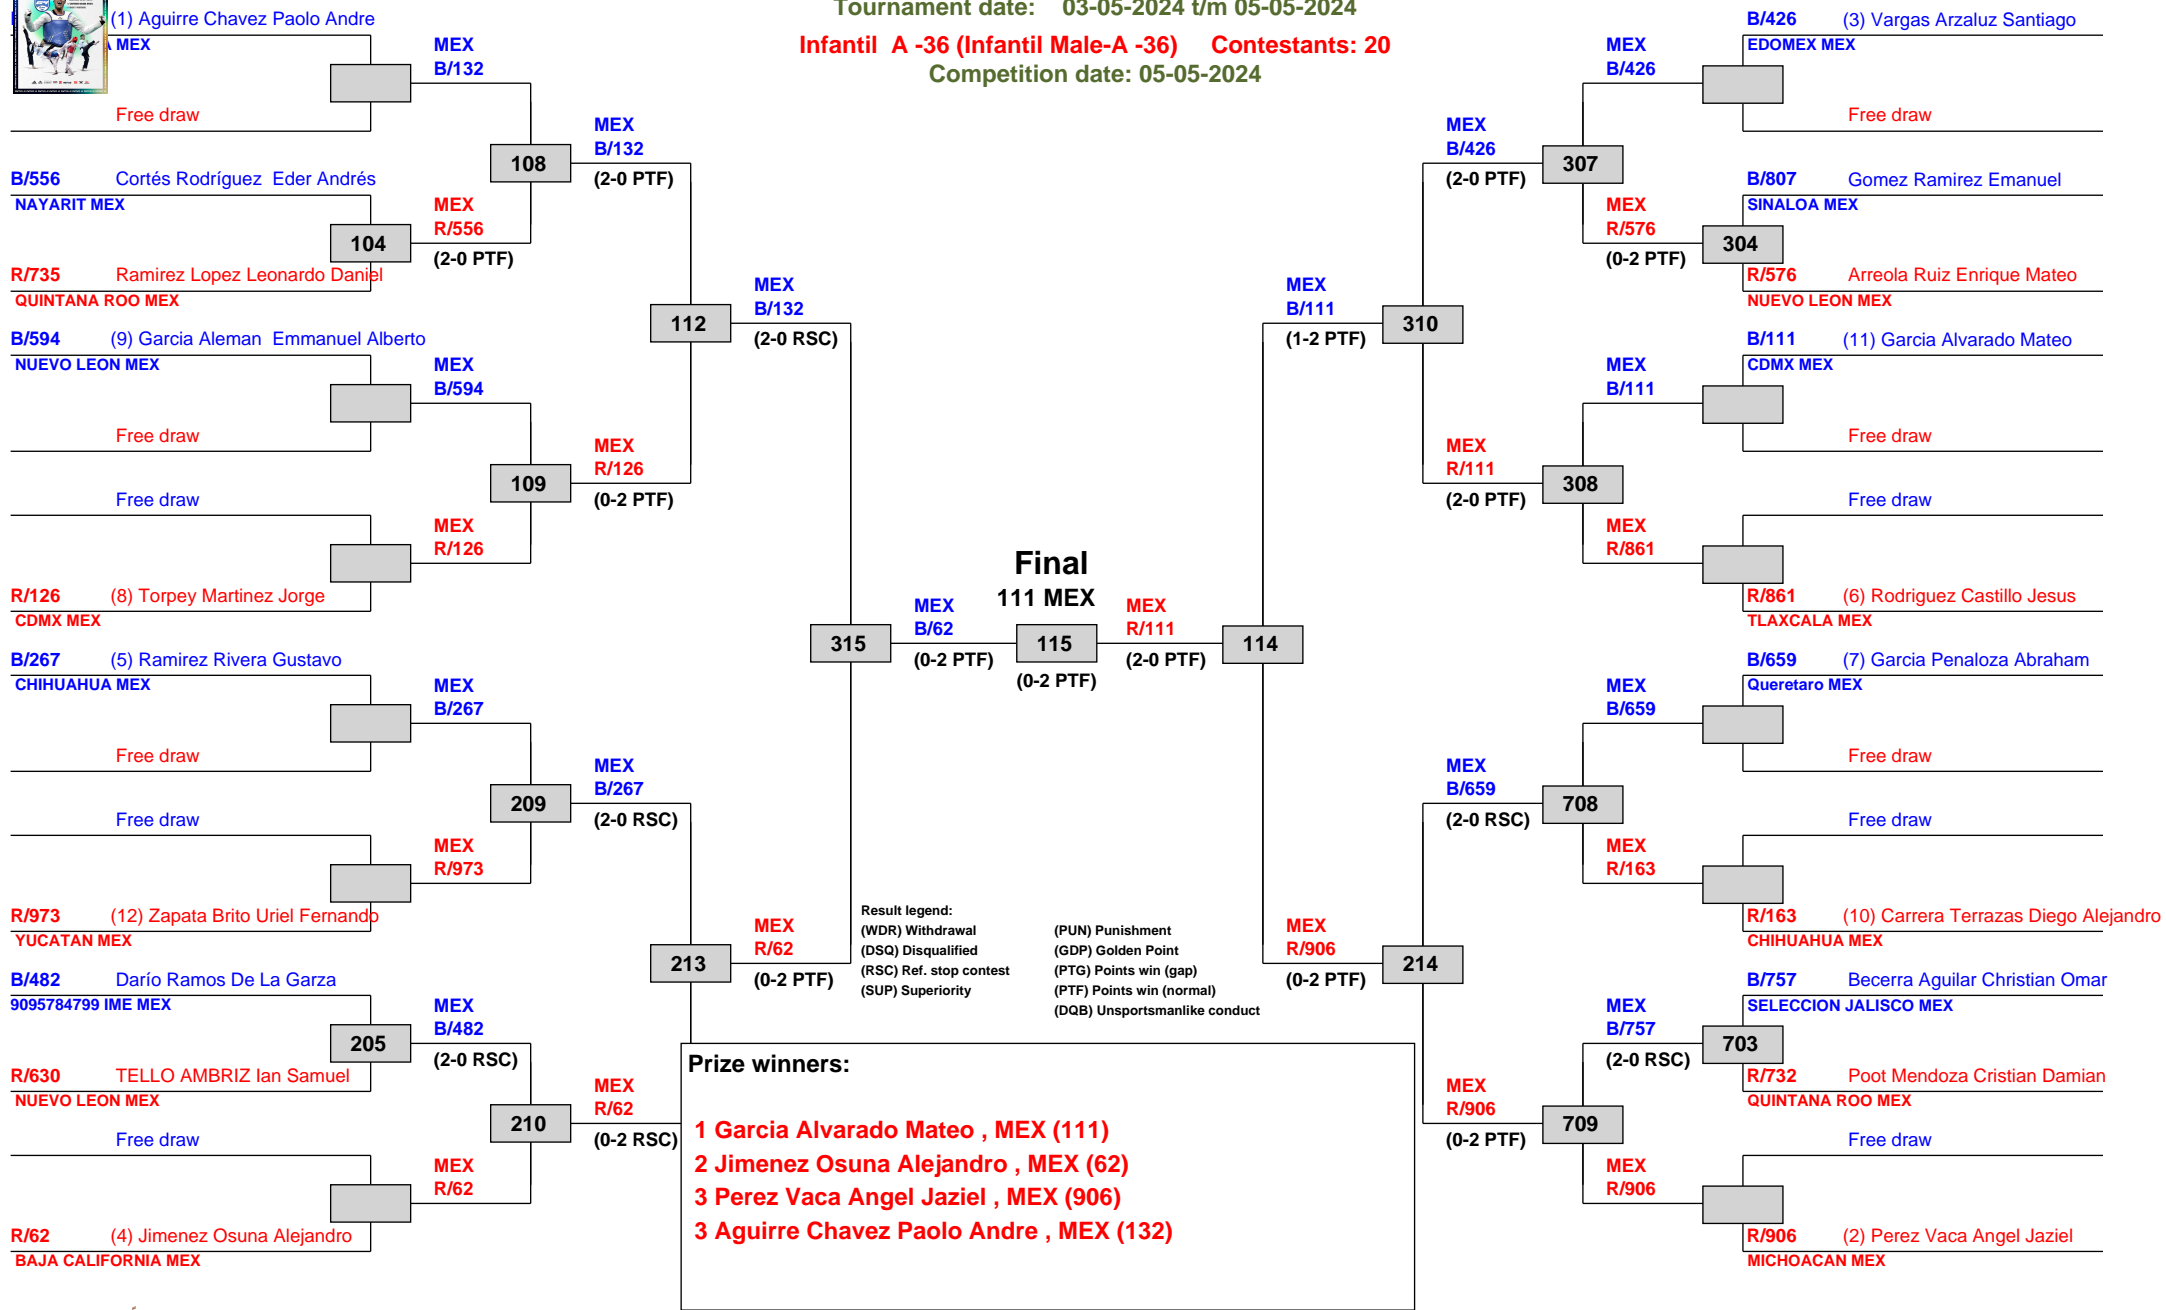 Tournament date: 03-05-2024 t/m 05-05-2024
Infantil A -36 (Infantil Male-A -36) Contestants: 20
Competition date: 05-05-2024
(1) Aguirre Chavez Paolo Andre
MEX
Free draw
B/556 Cortés Rodríguez Eder Andrés
NAYARIT MEX
104
R/735 Ramirez Lopez Leonardo Daniel
QUINTANA ROO MEX
B/594 (9) Garcia Aleman Emmanuel Alberto
NUEVO LEON MEX
Free draw
Free draw
R/126 (8) Torpey Martinez Jorge
CDMX MEX
B/267 (5) Ramirez Rivera Gustavo
CHIHUAHUA MEX
Free draw
Free draw
R/973 (12) Zapata Brito Uriel Fernando
YUCATAN MEX
B/482 Darío Ramos De La Garza
9095784799 IME MEX
205
R/630 TELLO AMBRIZ Ian Samuel
NUEVO LEON MEX
Free draw
R/62 (4) Jimenez Osuna Alejandro
BAJA CALIFORNIA MEX
MEX
B/132
108
MEX
R/556
(2-0 PTF)
MEX
B/594
109
MEX
R/126
MEX
B/267
209
MEX
R/973
MEX
B/482
(2-0 RSC)
210
MEX
R/62
MEX
B/132
(2-0 PTF)
112
MEX
R/126
(0-2 PTF)
MEX
B/267
(2-0 RSC)
213
MEX
R/62
(0-2 RSC)
MEX
B/132
(2-0 RSC)
315
MEX
R/62
(0-2 PTF)
MEX
B/62
(0-2 PTF)
Final
111 MEX
115
(0-2 PTF)
MEX
R/111
(2-0 PTF)
114
MEX
B/111
(1-2 PTF)
310
MEX
R/906
(0-2 PTF)
214
MEX
B/426
(2-0 PTF)
307
MEX
R/111
(2-0 PTF)
308
MEX
B/659
(2-0 RSC)
708
MEX
R/906
(0-2 PTF)
709
MEX
B/426
MEX
R/576
(0-2 PTF)
304
MEX
B/111
MEX
R/861
MEX
B/659
MEX
R/163
MEX
B/757
(2-0 RSC)
703
MEX
R/906
B/426 (3) Vargas Arzaluz Santiago
EDOMEX MEX
Free draw
B/807 Gomez Ramirez Emanuel
SINALOA MEX
R/576 Arreola Ruiz Enrique Mateo
NUEVO LEON MEX
B/111 (11) Garcia Alvarado Mateo
CDMX MEX
Free draw
Free draw
R/861 (6) Rodriguez Castillo Jesus
TLAXCALA MEX
B/659 (7) Garcia Penaloza Abraham
Queretaro MEX
Free draw
Free draw
R/163 (10) Carrera Terrazas Diego Alejandro
CHIHUAHUA MEX
B/757 Becerra Aguilar Christian Omar
SELECCION JALISCO MEX
R/732 Poot Mendoza Cristian Damian
QUINTANA ROO MEX
Free draw
R/906 (2) Perez Vaca Angel Jaziel
MICHOACAN MEX
Result legend:
(WDR) Withdrawal
(DSQ) Disqualified
(RSC) Ref. stop contest
(SUP) Superiority
(PUN) Punishment
(GDP) Golden Point
(PTG) Points win (gap)
(PTF) Points win (normal)
(DQB) Unsportsmanlike conduct
Prize winners:
1 Garcia Alvarado Mateo , MEX (111)
2 Jimenez Osuna Alejandro , MEX (62)
3 Perez Vaca Angel Jaziel , MEX (906)
3 Aguirre Chavez Paolo Andre , MEX (132)